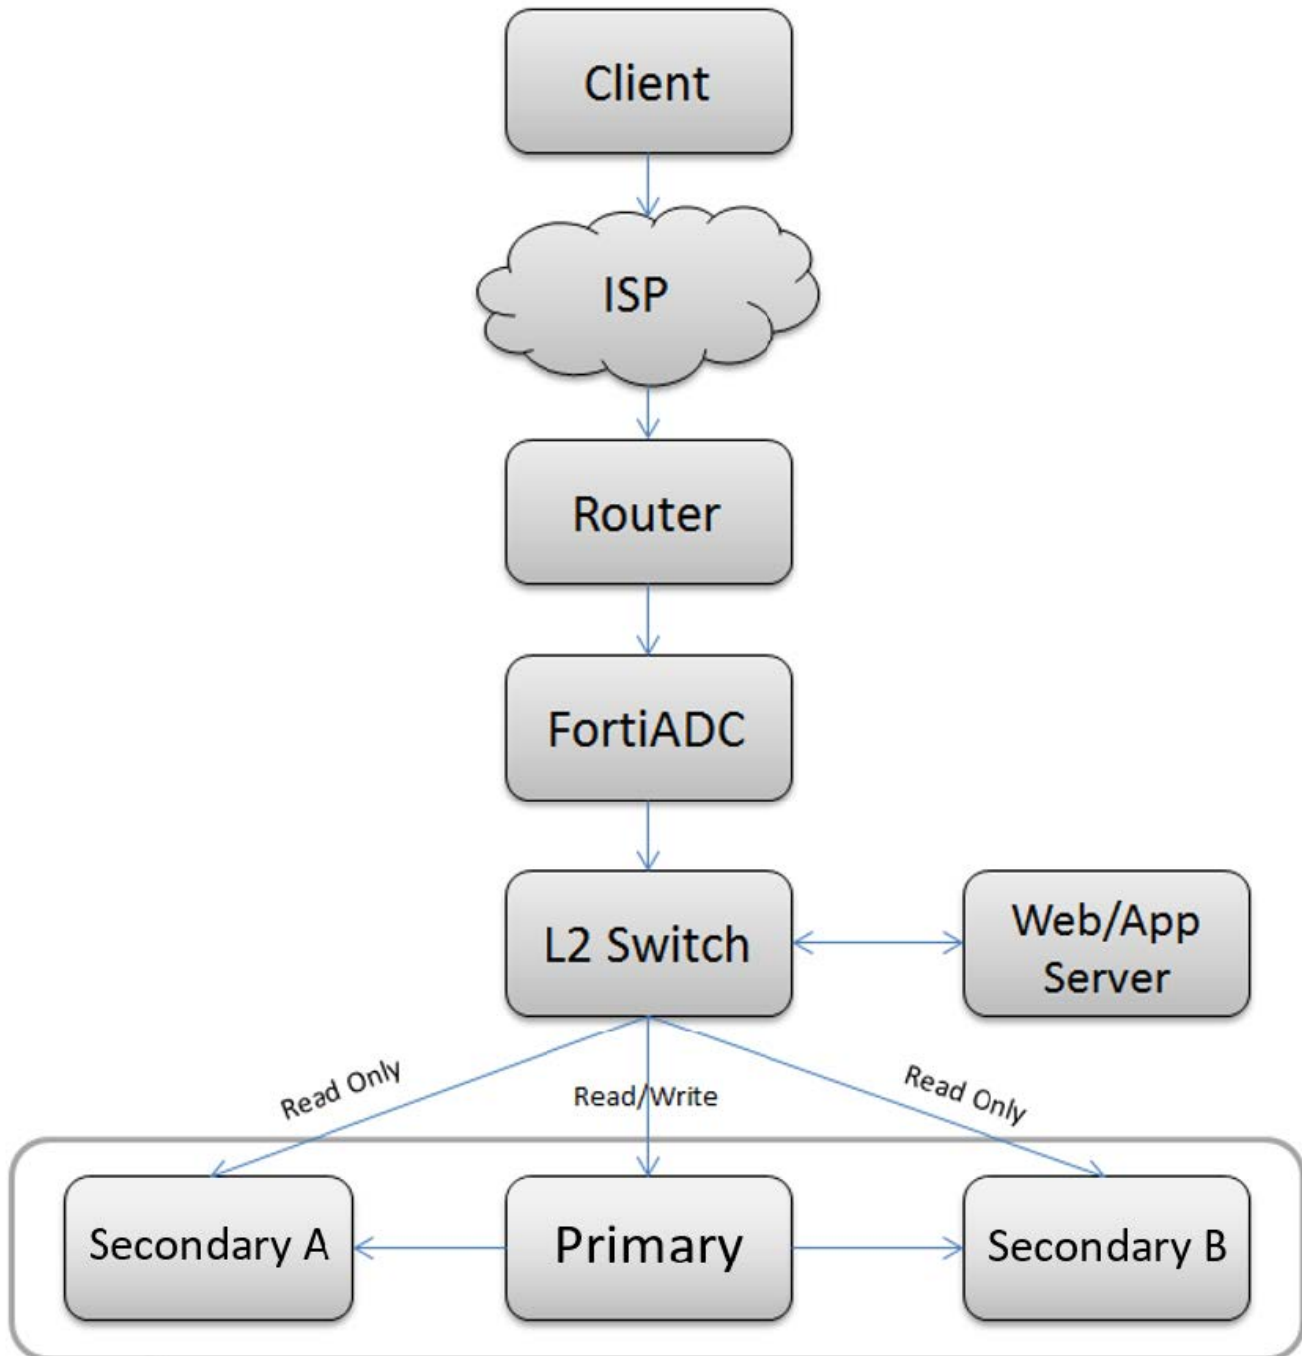 Client
ISP
Router
FortiADC
L2 Switch
Web/App
Server
Read Only
Read/Write
Read Only
Secondary A
Primary
Secondary B